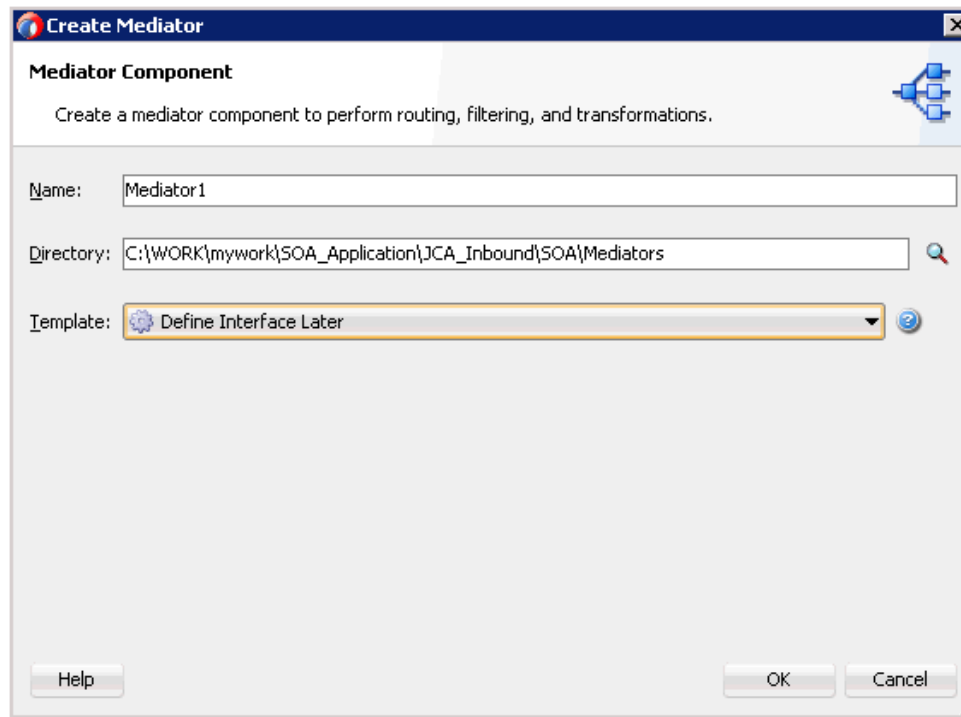 Create Mediator
Mediator Component
Create a mediator component to perform routing, filtering, and transformations.
Name: Mediator1
Directory: C:\WORK\mywork\SOA_Application\JCA_Inbound\SOA\Mediators
Template: Define Interface Later
Help OK Cancel